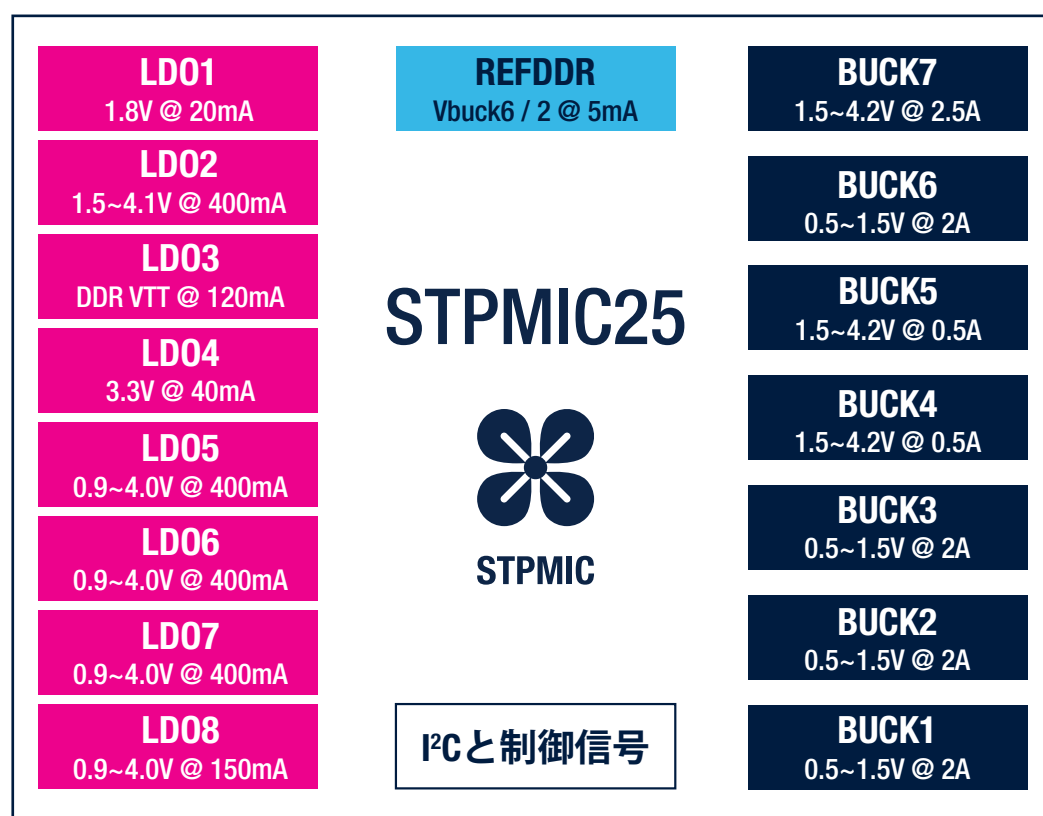 LDO1
1.8V @ 20mA
LDO2
1.5~4.1V @ 400mA
LDO3
DDR VTT @ 120mA
LDO4
3.3V @ 40mA
LDO5
0.9~4.0V @ 400mA
LDO6
0.9~4.0V @ 400mA
LDO7
0.9~4.0V @ 400mA
LDO8
0.9~4.0V @ 150mA
REFDDR
Vbuck6 / 2 @ 5mA
STPMIC25
STPMIC
I²Cと制御信号
BUCK7
1.5~4.2V @ 2.5A
BUCK6
0.5~1.5V @ 2A
BUCK5
1.5~4.2V @ 0.5A
BUCK4
1.5~4.2V @ 0.5A
BUCK3
0.5~1.5V @ 2A
BUCK2
0.5~1.5V @ 2A
BUCK1
0.5~1.5V @ 2A